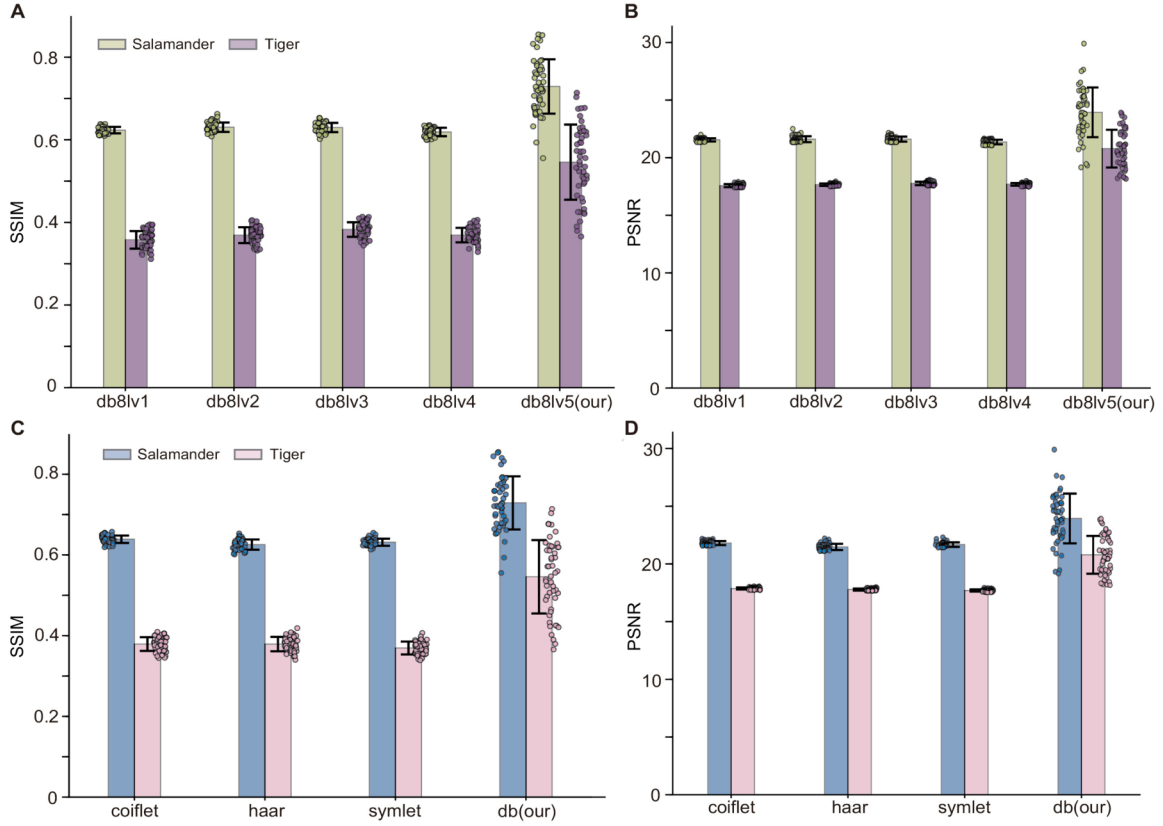 A
Salamander
Tiger
SSIM
0.8
0.6
0.4
0.2
0
db8lv1
db8lv2
db8lv3
db8lv4
db8lv5(our)
B
PSNR
30
20
10
0
db8lv1
db8lv2
db8lv3
db8lv4
db8lv5(our)
C
Salamander
Tiger
SSIM
0.8
0.6
0.4
0.2
0
coiflet
haar
symlet
db(our)
D
PSNR
30
20
10
0
coiflet
haar
symlet
db(our)